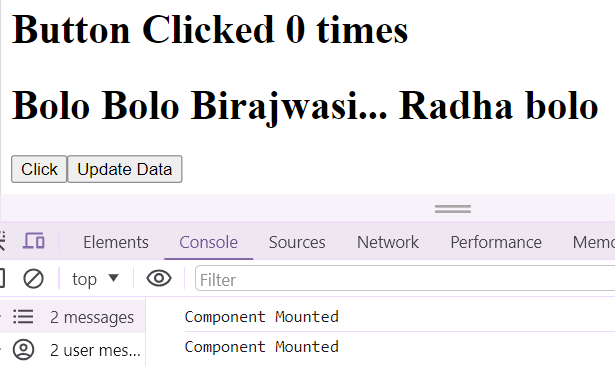 Button Clicked 0 times
Bolo Bolo Birajwasi... Radha bolo
Click Update Data
Elements Console Sources Network Performance Memo
top ▼ Filter
2 messages Component Mounted
2 user mes... Component Mounted